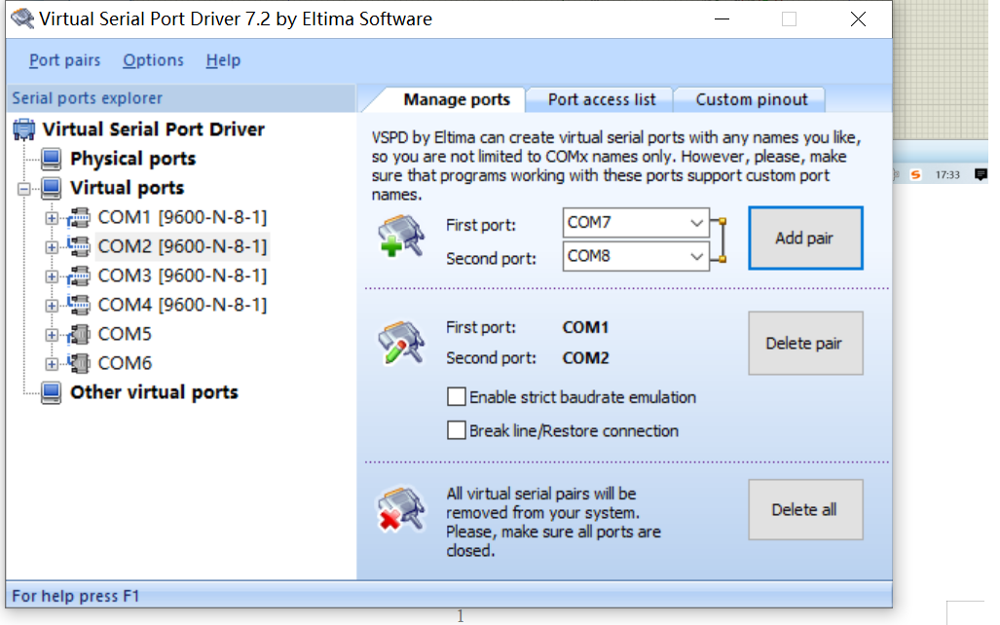 Virtual Serial Port Driver 7.2 by Eltima Software
Port pairs Options Help
Serial ports explorer
Virtual Serial Port Driver
Physical ports
Virtual ports
COM1 [9600-N-8-1]
COM2 [9600-N-8-1]
COM3 [9600-N-8-1]
COM4 [9600-N-8-1]
COM5
COM6
Other virtual ports
Manage ports Port access list Custom pinout
VSPD by Eltima can create virtual serial ports with any names you like,
so you are not limited to COMx names only. However, please, make
sure that programs working with these ports support custom port
names.
First port: COM7
Second port: COM8
Add pair
First port: COM1
Second port: COM2
Delete pair
Enable strict baudrate emulation
Break line/Restore connection
All virtual serial pairs will be
removed from your system.
Please, make sure all ports are
closed.
Delete all
For help press F1
S 17:33
1